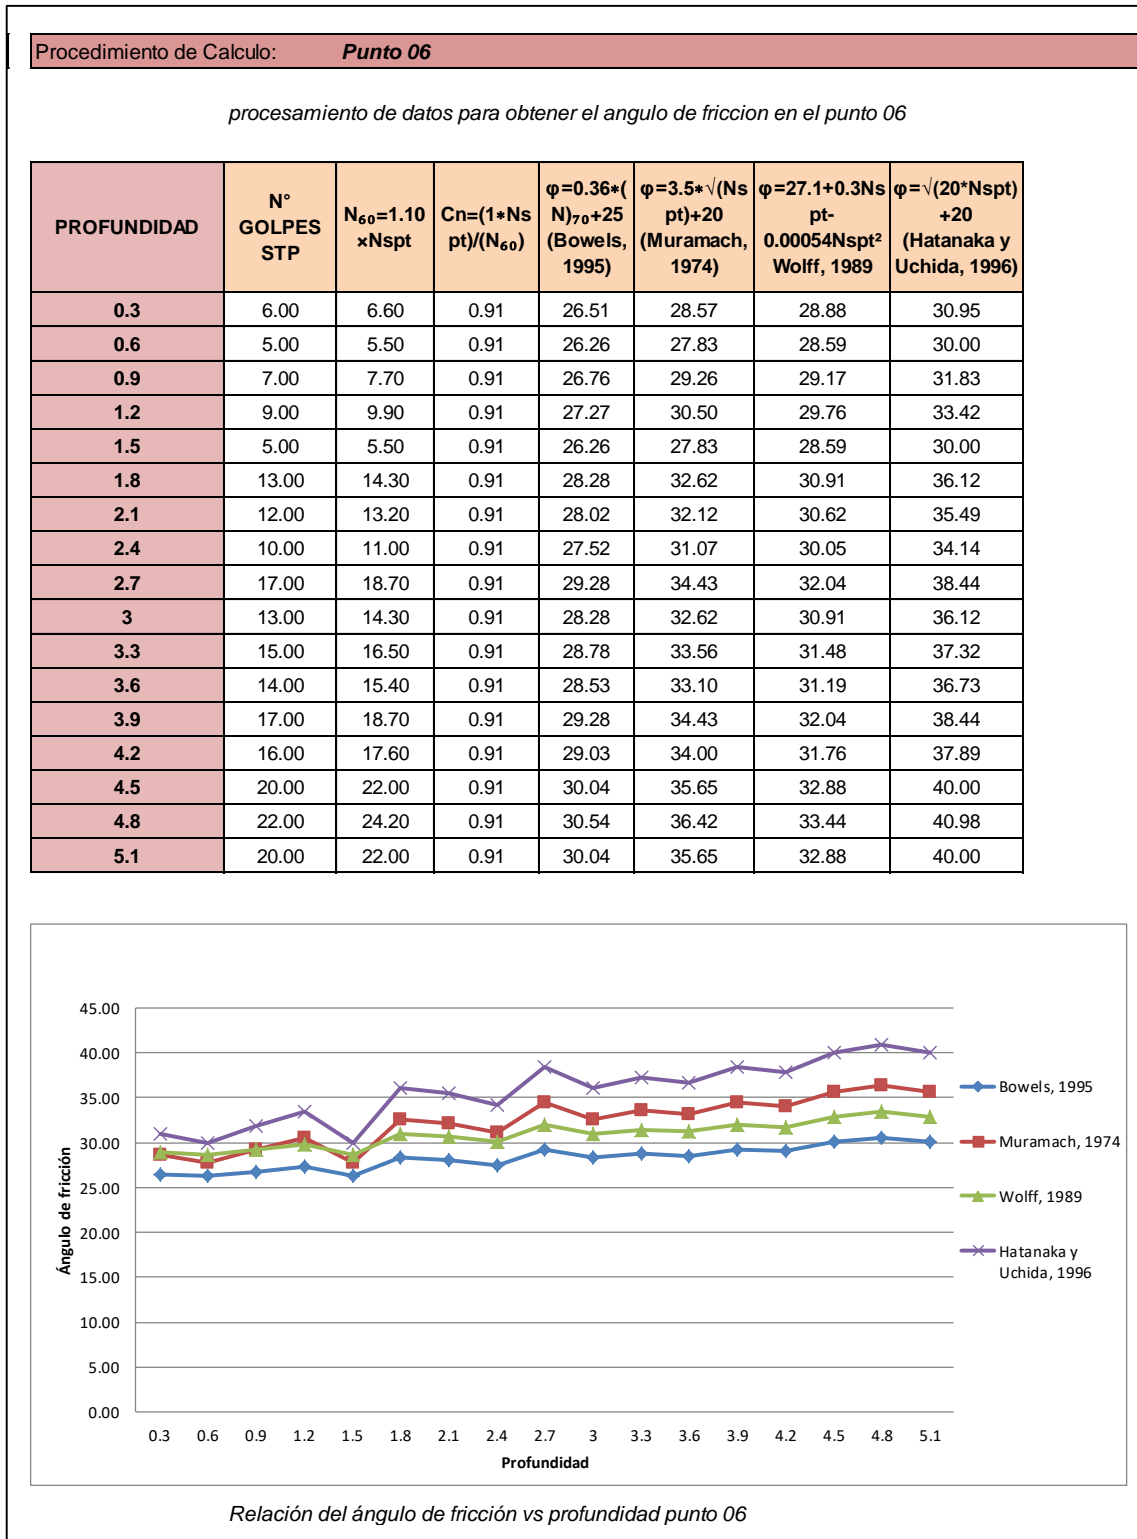 Procedimiento de Calculo: Punto 06
procesamiento de datos para obtener el angulo de friccion en el punto 06
PROFUNDIDAD | N° GOLPES STP | N₆₀=1.10 ×Nspt | Cn=(1*Ns pt)/(N₆₀) | φ=0.36*( N)₇₀+25 (Bowels, 1995) | φ=3.5*√(Ns pt)+20 (Muramach, 1974) | φ=27.1+0.3Ns pt- 0.00054Nspt² Wolff, 1989 | φ=√(20*Nspt) +20 (Hatanaka y Uchida, 1996)
0.3 | 6.00 | 6.60 | 0.91 | 26.51 | 28.57 | 28.88 | 30.95
0.6 | 5.00 | 5.50 | 0.91 | 26.26 | 27.83 | 28.59 | 30.00
0.9 | 7.00 | 7.70 | 0.91 | 26.76 | 29.26 | 29.17 | 31.83
1.2 | 9.00 | 9.90 | 0.91 | 27.27 | 30.50 | 29.76 | 33.42
1.5 | 5.00 | 5.50 | 0.91 | 26.26 | 27.83 | 28.59 | 30.00
1.8 | 13.00 | 14.30 | 0.91 | 28.28 | 32.62 | 30.91 | 36.12
2.1 | 12.00 | 13.20 | 0.91 | 28.02 | 32.12 | 30.62 | 35.49
2.4 | 10.00 | 11.00 | 0.91 | 27.52 | 31.07 | 30.05 | 34.14
2.7 | 17.00 | 18.70 | 0.91 | 29.28 | 34.43 | 32.04 | 38.44
3 | 13.00 | 14.30 | 0.91 | 28.28 | 32.62 | 30.91 | 36.12
3.3 | 15.00 | 16.50 | 0.91 | 28.78 | 33.56 | 31.48 | 37.32
3.6 | 14.00 | 15.40 | 0.91 | 28.53 | 33.10 | 31.19 | 36.73
3.9 | 17.00 | 18.70 | 0.91 | 29.28 | 34.43 | 32.04 | 38.44
4.2 | 16.00 | 17.60 | 0.91 | 29.03 | 34.00 | 31.76 | 37.89
4.5 | 20.00 | 22.00 | 0.91 | 30.04 | 35.65 | 32.88 | 40.00
4.8 | 22.00 | 24.20 | 0.91 | 30.54 | 36.42 | 33.44 | 40.98
5.1 | 20.00 | 22.00 | 0.91 | 30.04 | 35.65 | 32.88 | 40.00
Ángulo de fricción
45.00
40.00
35.00
30.00
25.00
20.00
15.00
10.00
5.00
0.00
0.3 0.6 0.9 1.2 1.5 1.8 2.1 2.4 2.7 3 3.3 3.6 3.9 4.2 4.5 4.8 5.1
Profundidad
Bowels, 1995
Muramach, 1974
Wolff, 1989
Hatanaka y
Uchida, 1996
Relación del ángulo de fricción vs profundidad punto 06